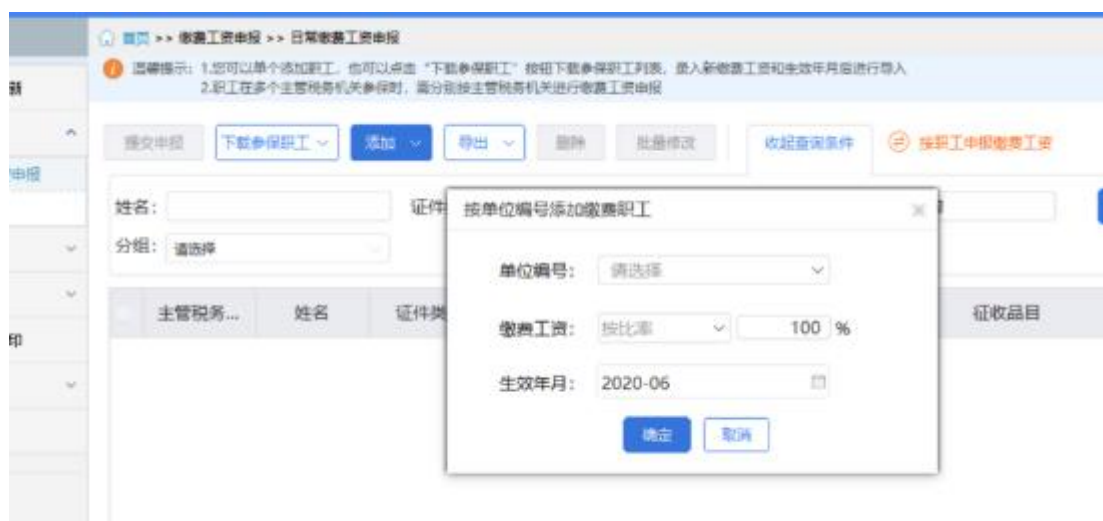 首页 >> 缴费工资申报 >> 日常缴费工资申报
温馨提示：1.您可以单个添加职工，也可以点击“下载参保职工”按钮下载参保职工列表，录入新缴费工资和生效年月后进行导入
2.职工在多个主管税务机关参保时，需分别按主管税务机关进行缴费工资申报
提交申报 下载参保职工 添加 导出 删除 批量修改 收起查询条件 按职工申报缴费工资
申报
姓名： 证件
分组： 请选择
主管税务... 姓名 证件类 征收品目
印
按单位编号添加缴费职工
单位编号： 请选择
缴费工资： 按比率 100 %
生效年月： 2020-06
确定 取消